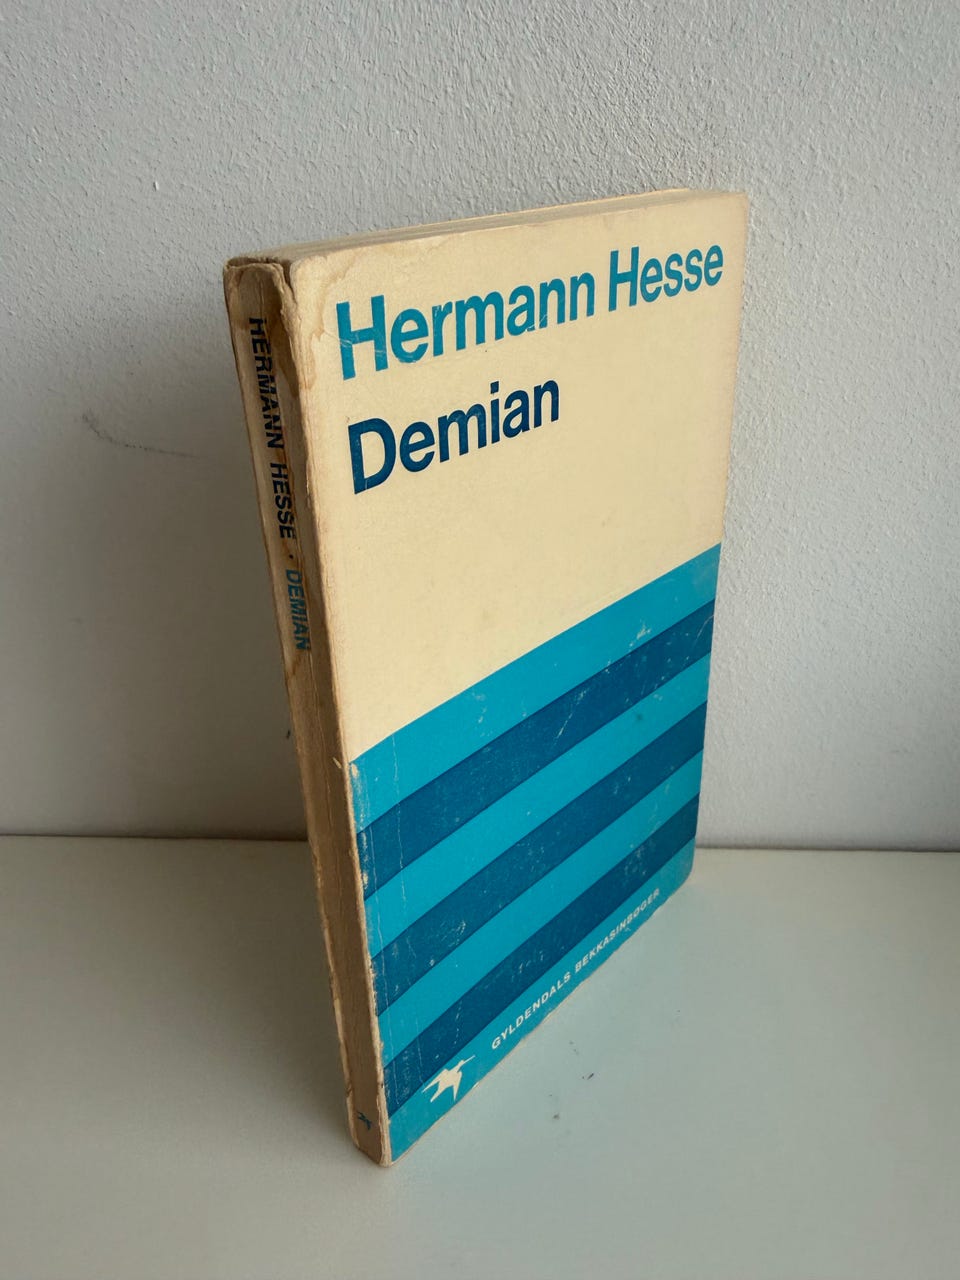 Hermann Hesse
Demian
GYLDENDALS BEKKASINBØGER
HERMANN HESSE · DEMIAN